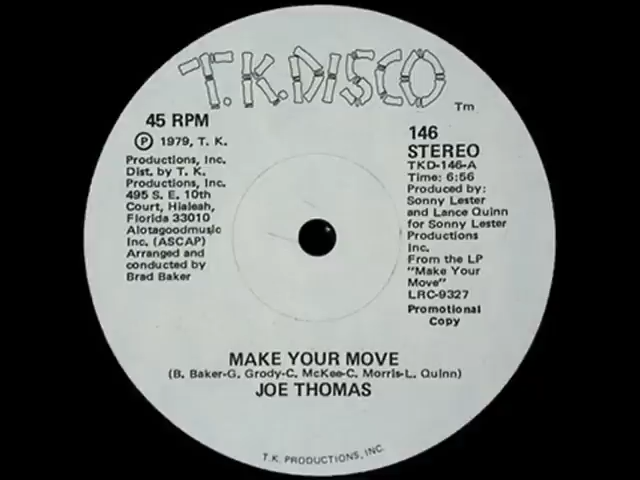 T.K. DISCO
Tm
45 RPM
Ⓟ 1979, T. K.
Productions, Inc.
Dist. by T. K.
Productions, Inc.
495 S. E. 10th
Court, Hialeah,
Florida 33010
Alotagoodmusic
Inc. (ASCAP)
Arranged and
conducted by
Brad Baker
146
STEREO
TKD-146-A
Time: 6:56
Produced by:
Sonny Lester
and Lance Quinn
for Sonny Lester
Productions
Inc.
From the LP
"Make Your
Move"
LRC-9327
Promotional
Copy
MAKE YOUR MOVE
(B. Baker-G. Grody-C. McKee-C. Morris-L. Quinn)
JOE THOMAS
T.K. PRODUCTIONS, INC.